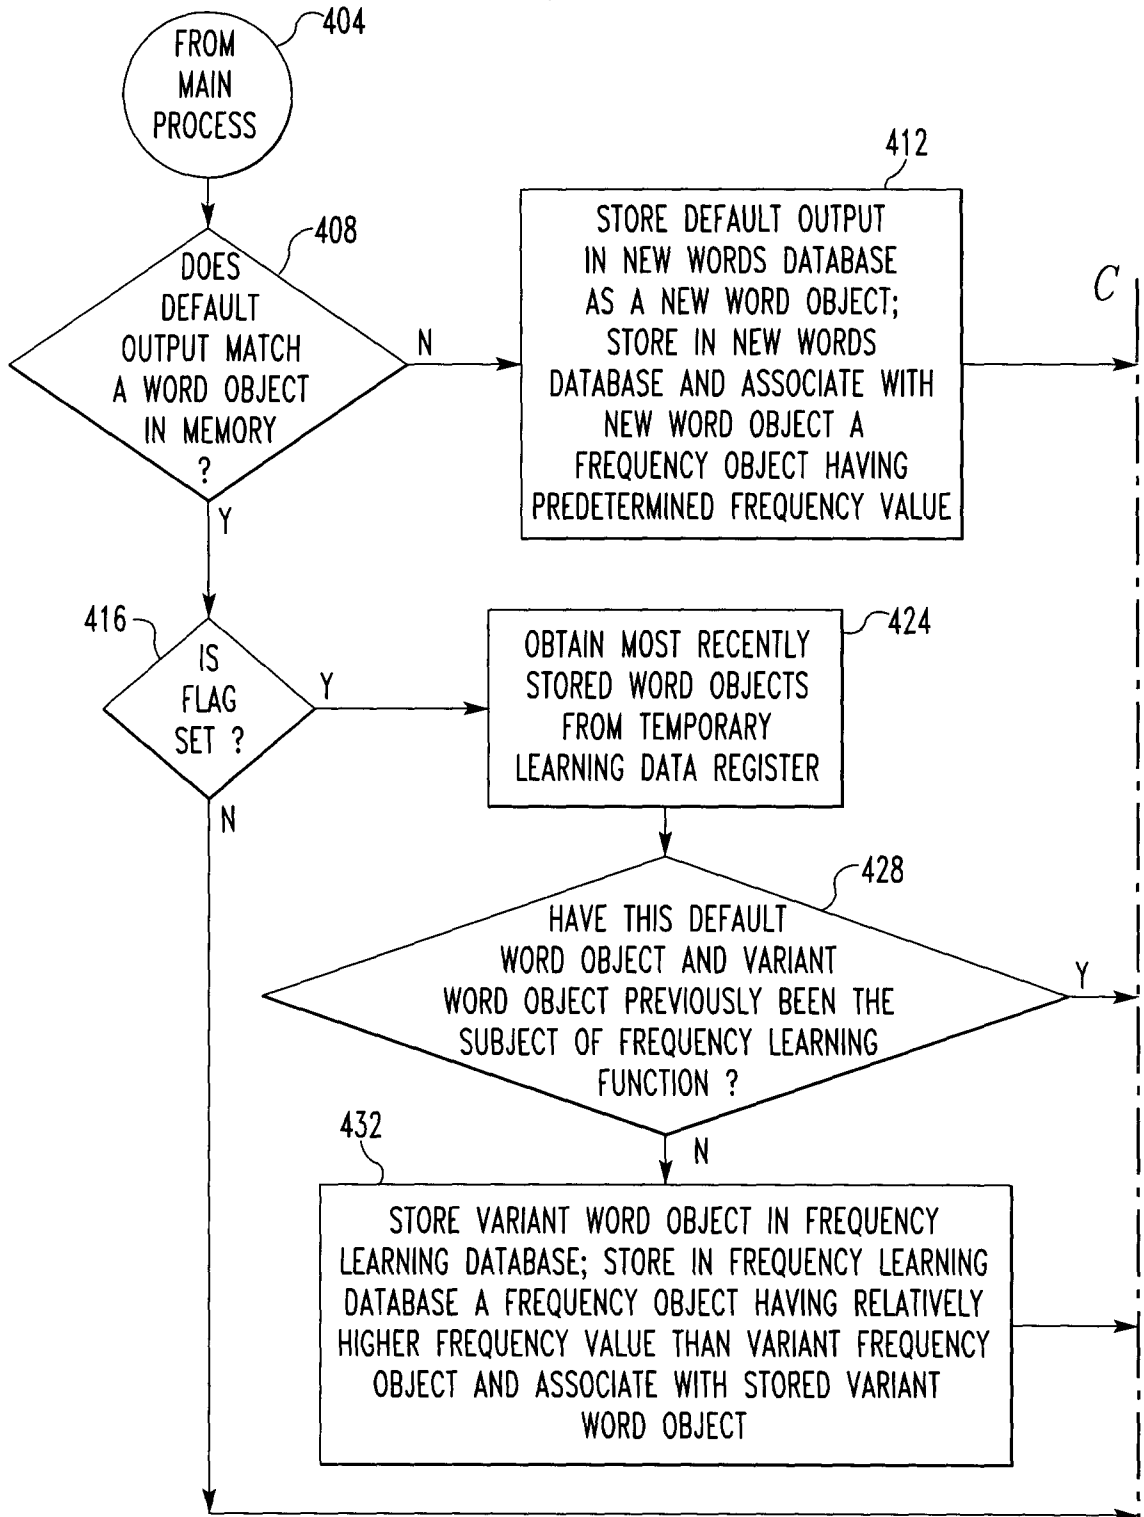 404
FROM
MAIN
PROCESS
408
DOES
DEFAULT
OUTPUT MATCH
A WORD OBJECT
IN MEMORY
?
N
Y
412
STORE DEFAULT OUTPUT
IN NEW WORDS DATABASE
AS A NEW WORD OBJECT;
STORE IN NEW WORDS
DATABASE AND ASSOCIATE WITH
NEW WORD OBJECT A
FREQUENCY OBJECT HAVING
PREDETERMINED FREQUENCY VALUE
C
416
IS
FLAG
SET ?
Y
N
424
OBTAIN MOST RECENTLY
STORED WORD OBJECTS
FROM TEMPORARY
LEARNING DATA REGISTER
428
HAVE THIS DEFAULT
WORD OBJECT AND VARIANT
WORD OBJECT PREVIOUSLY BEEN THE
SUBJECT OF FREQUENCY LEARNING
FUNCTION ?
Y
N
432
STORE VARIANT WORD OBJECT IN FREQUENCY
LEARNING DATABASE; STORE IN FREQUENCY LEARNING
DATABASE A FREQUENCY OBJECT HAVING RELATIVELY
HIGHER FREQUENCY VALUE THAN VARIANT FREQUENCY
OBJECT AND ASSOCIATE WITH STORED VARIANT
WORD OBJECT